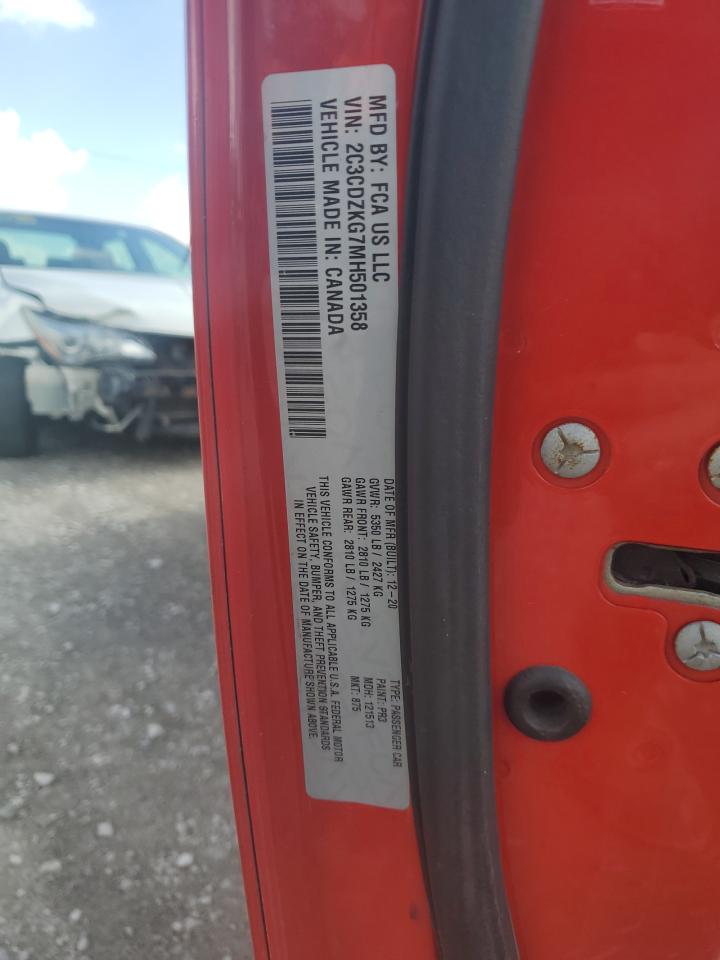 MFD BY: FCA US LLC
VIN: 2C3CDZKG7MH501358
VEHICLE MADE IN: CANADA
DATE OF MFR (BUILT): 12-20
GVWR: 5350 LB / 2427 KG
GAWR FRONT: 2810 LB / 1275 KG
GAWR REAR: 2810 LB / 1275 KG
THIS VEHICLE CONFORMS TO ALL APPLICABLE U.S.A. FEDERAL MOTOR
VEHICLE SAFETY, BUMPER, AND THEFT PREVENTION STANDARDS
IN EFFECT ON THE DATE OF MANUFACTURE SHOWN ABOVE.
TYPE: PASSENGER CAR
PAINT: PR3
MDH: 121513
MKT: 875